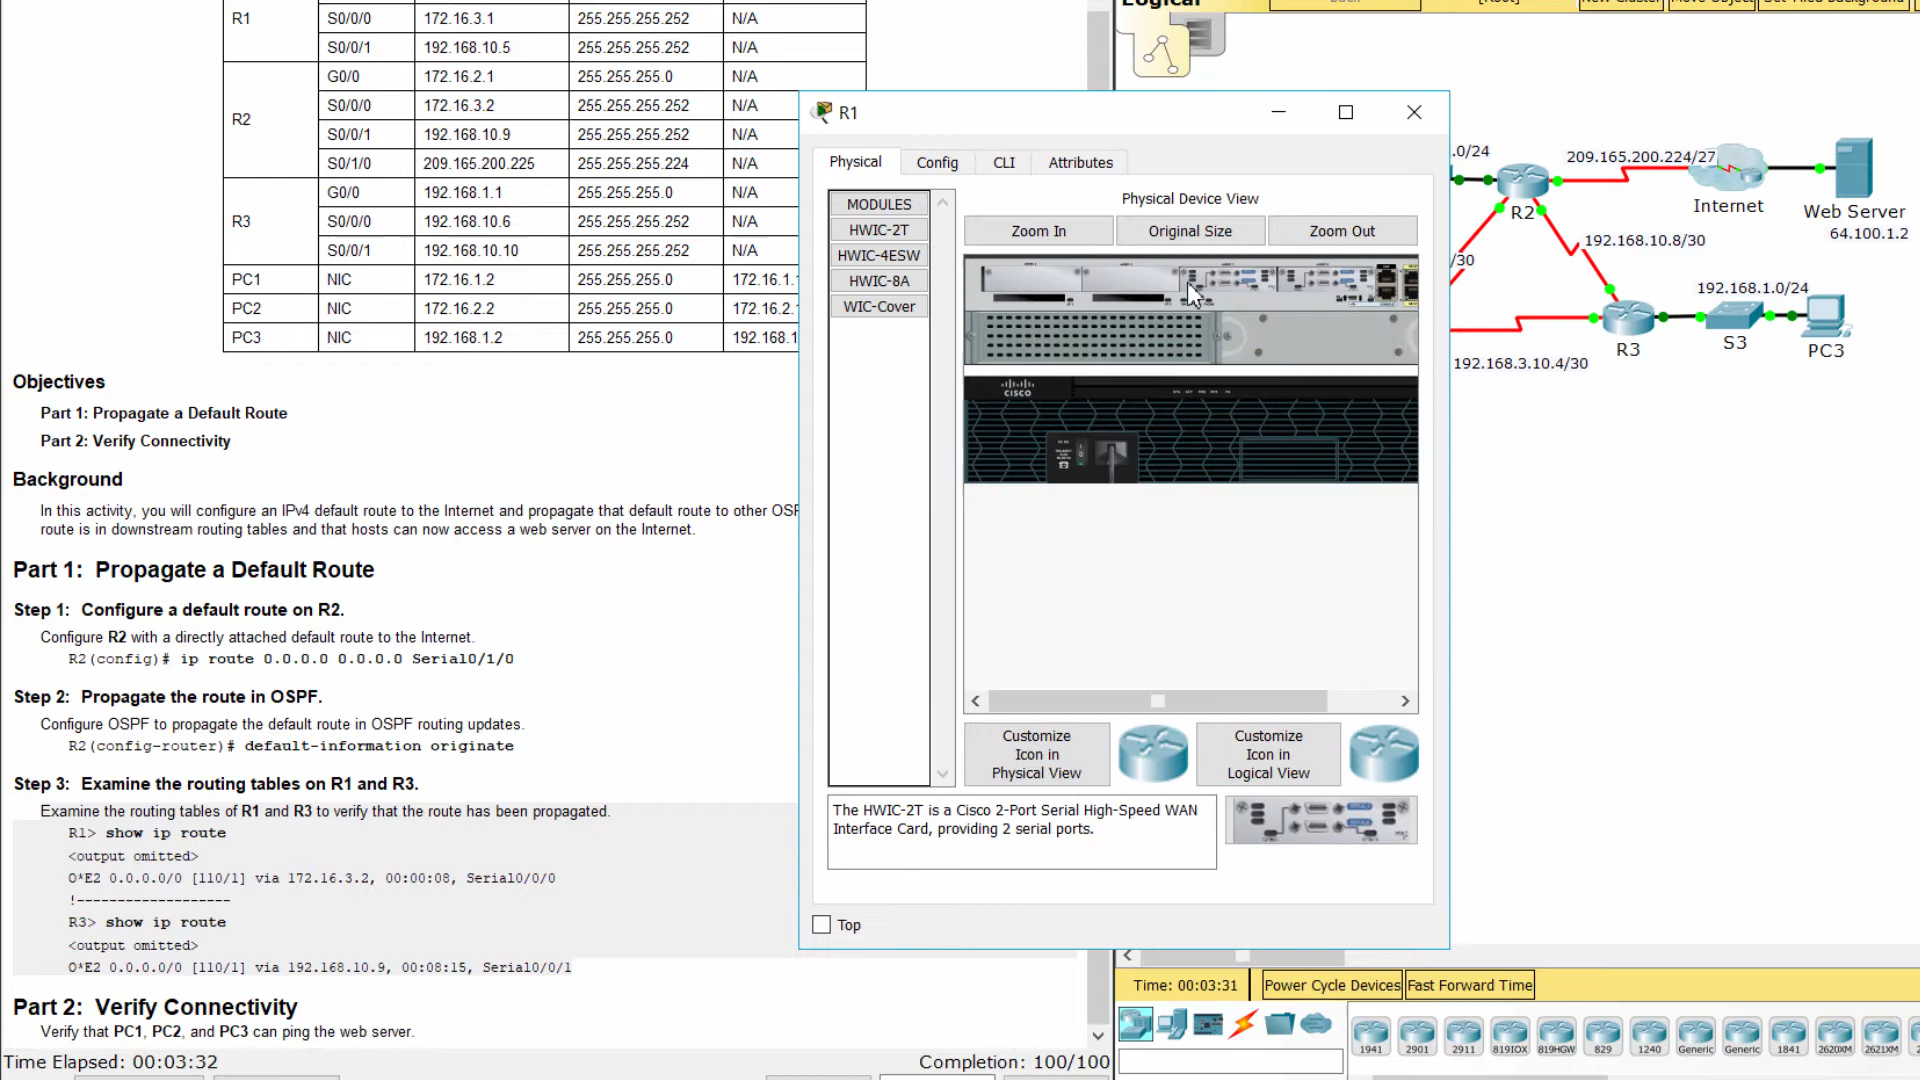 R1 S0/0/0 172.16.3.1 255.255.255.252 N/A
S0/0/1 192.168.10.5 255.255.255.252 N/A
R2 G0/0 172.16.2.1 255.255.255.0 N/A
S0/0/0 172.16.3.2 255.255.255.252 N/A
S0/0/1 192.168.10.9 255.255.255.252 N/A
S0/1/0 209.165.200.225 255.255.255.224 N/A
R3 G0/0 192.168.1.1 255.255.255.0 N/A
S0/0/0 192.168.10.6 255.255.255.252 N/A
S0/0/1 192.168.10.10 255.255.255.252 N/A
PC1 NIC 172.16.1.2 255.255.255.0 172.16.1.
PC2 NIC 172.16.2.2 255.255.255.0 172.16.2.
PC3 NIC 192.168.1.2 255.255.255.0 192.168.1
Objectives
Part 1: Propagate a Default Route
Part 2: Verify Connectivity
Background
In this activity, you will configure an IPv4 default route to the Internet and propagate that default route to other OSP
route is in downstream routing tables and that hosts can now access a web server on the Internet.
Part 1: Propagate a Default Route
Step 1: Configure a default route on R2.
Configure R2 with a directly attached default route to the Internet.
R2(config)# ip route 0.0.0.0 0.0.0.0 Serial0/1/0
Step 2: Propagate the route in OSPF.
Configure OSPF to propagate the default route in OSPF routing updates.
R2(config-router)# default-information originate
Step 3: Examine the routing tables on R1 and R3.
Examine the routing tables of R1 and R3 to verify that the route has been propagated.
R1> show ip route
<output omitted>
O*E2 0.0.0.0/0 [110/1] via 172.16.3.2, 00:00:08, Serial0/0/0
!-------------------
R3> show ip route
<output omitted>
O*E2 0.0.0.0/0 [110/1] via 192.168.10.9, 00:08:15, Serial0/0/1
Part 2: Verify Connectivity
Verify that PC1, PC2, and PC3 can ping the web server.
Time Elapsed: 00:03:32
Completion: 100/100
R1
Physical Config CLI Attributes
MODULES
HWIC-2T
HWIC-4ESW
HWIC-8A
WIC-Cover
Physical Device View
Zoom In Original Size Zoom Out
CISCO
Customize
Icon in
Physical View
Customize
Icon in
Logical View
The HWIC-2T is a Cisco 2-Port Serial High-Speed WAN
Interface Card, providing 2 serial ports.
Top
Logical
Back [Root] New Cluster Move Object Set Tiled Background
.0/24
209.165.200.224/27
R2
Internet
Web Server
64.100.1.2
192.168.10.8/30
/30
192.168.1.0/24
R3
S3
PC3
192.168.3.10.4/30
Time: 00:03:31 Power Cycle Devices Fast Forward Time
1941 2901 2911 819IOX 819HGW 829 1240 Generic Generic 1841 2620XM 2621XM